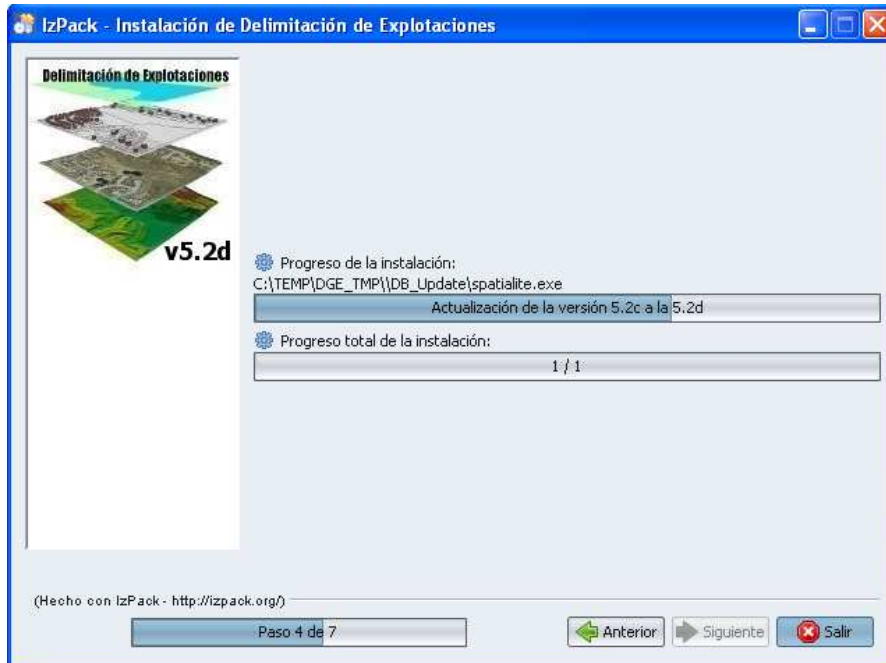 IzPack - Instalación de Delimitación de Explotaciones
Delimitación de Explotaciones
v5.2d
Progreso de la instalación:
C:\TEMP\DGE_TMP\\DB_Update\spatialite.exe
Actualización de la versión 5.2c a la 5.2d
Progreso total de la instalación:
1 / 1
(Hecho con IzPack - http://izpack.org/)
Paso 4 de 7
Anterior
Siguiente
Salir